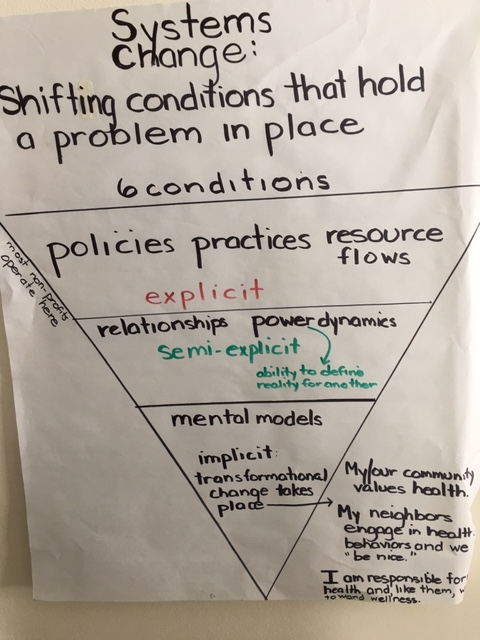 Systems
change:
Shifting conditions that hold
a problem in place
6 conditions
most non-profits
operate here
policies practices resource
flows
explicit
relationships power dynamics
semi-explicit
ability to define
reality for another
mental models
implicit:
transformational
change takes
place
My/our community
values health.
My neighbors
engage in health
behaviors and we
"be nice."
I am responsible for
health and, like them,
toward wellness.